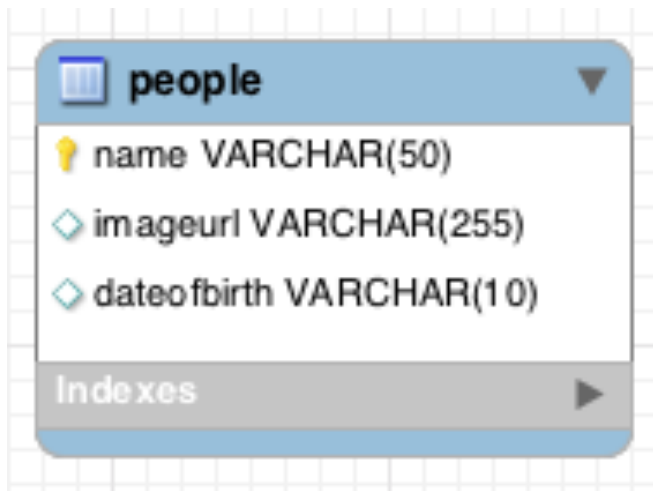 people
name VARCHAR(50)
imageurl VARCHAR(255)
dateofbirth VARCHAR(10)
Indexes